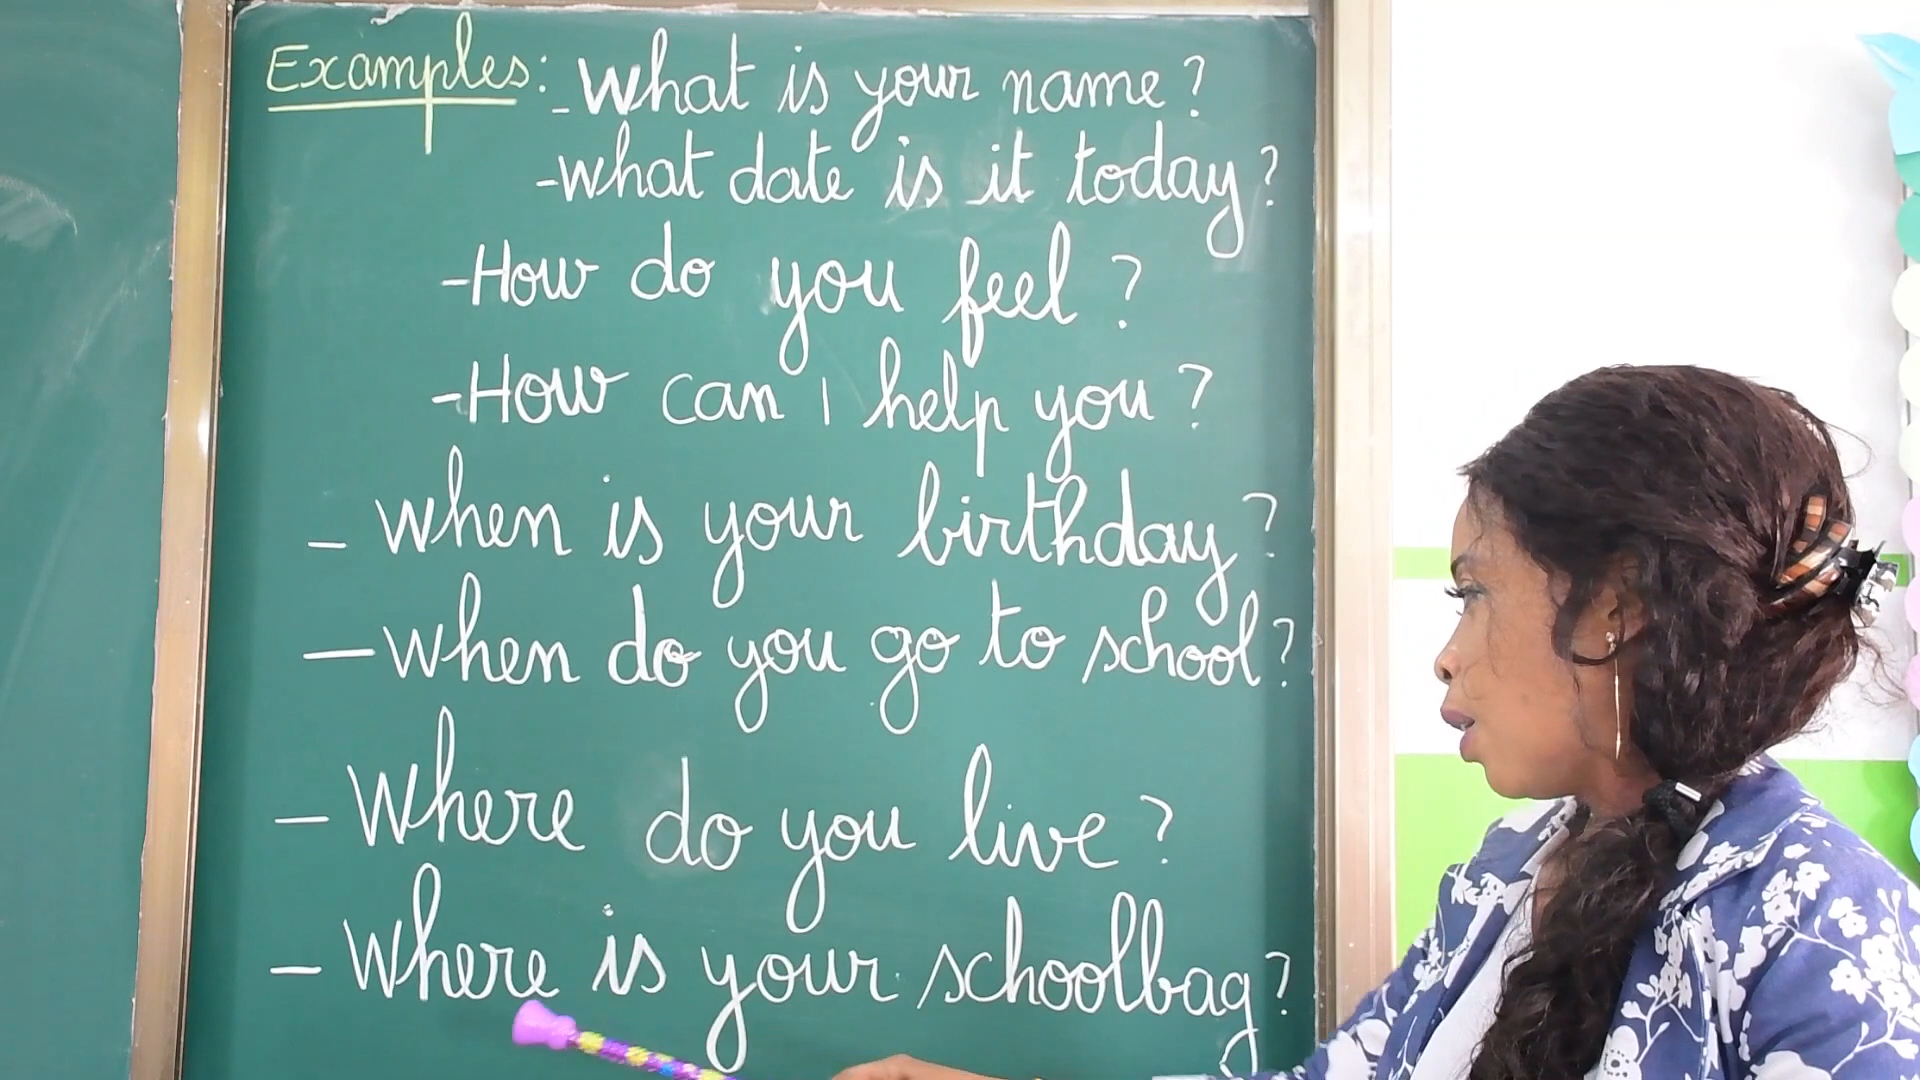 Examples: - What is your name?
- What date is it today?
- How do you feel?
- How can I help you?
- When is your birthday?
- When do you go to school?
- Where do you live?
- Where is your schoolbag?